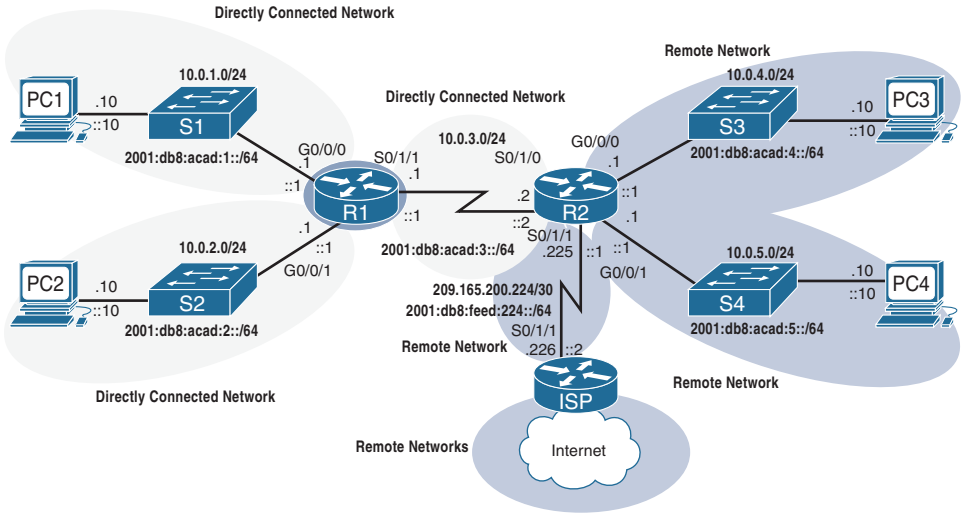 Directly Connected Network
Remote Network
10.0.1.0/24
10.0.4.0/24
PC1
.10
::10
S1
Directly Connected Network
S3
.10
::10
PC3
10.0.3.0/24
2001:db8:acad:1::/64
G0/0/0
.1
::1
S0/1/1
.1
::1
S0/1/0
G0/0/0
.1
::1
2001:db8:acad:4::/64
R1
.2
::2
R2
.1
::1
10.0.2.0/24
.1
::1
G0/0/1
2001:db8:acad:3::/64
S0/1/1
.225
::1
G0/0/1
10.0.5.0/24
PC2
.10
::10
S2
2001:db8:acad:2::/64
209.165.200.224/30
2001:db8:feed:224::/64
S4
.10
::10
PC4
2001:db8:acad:5::/64
S0/1/1
Remote Network
.226
::2
Remote Network
Directly Connected Network
ISP
Remote Networks
Internet